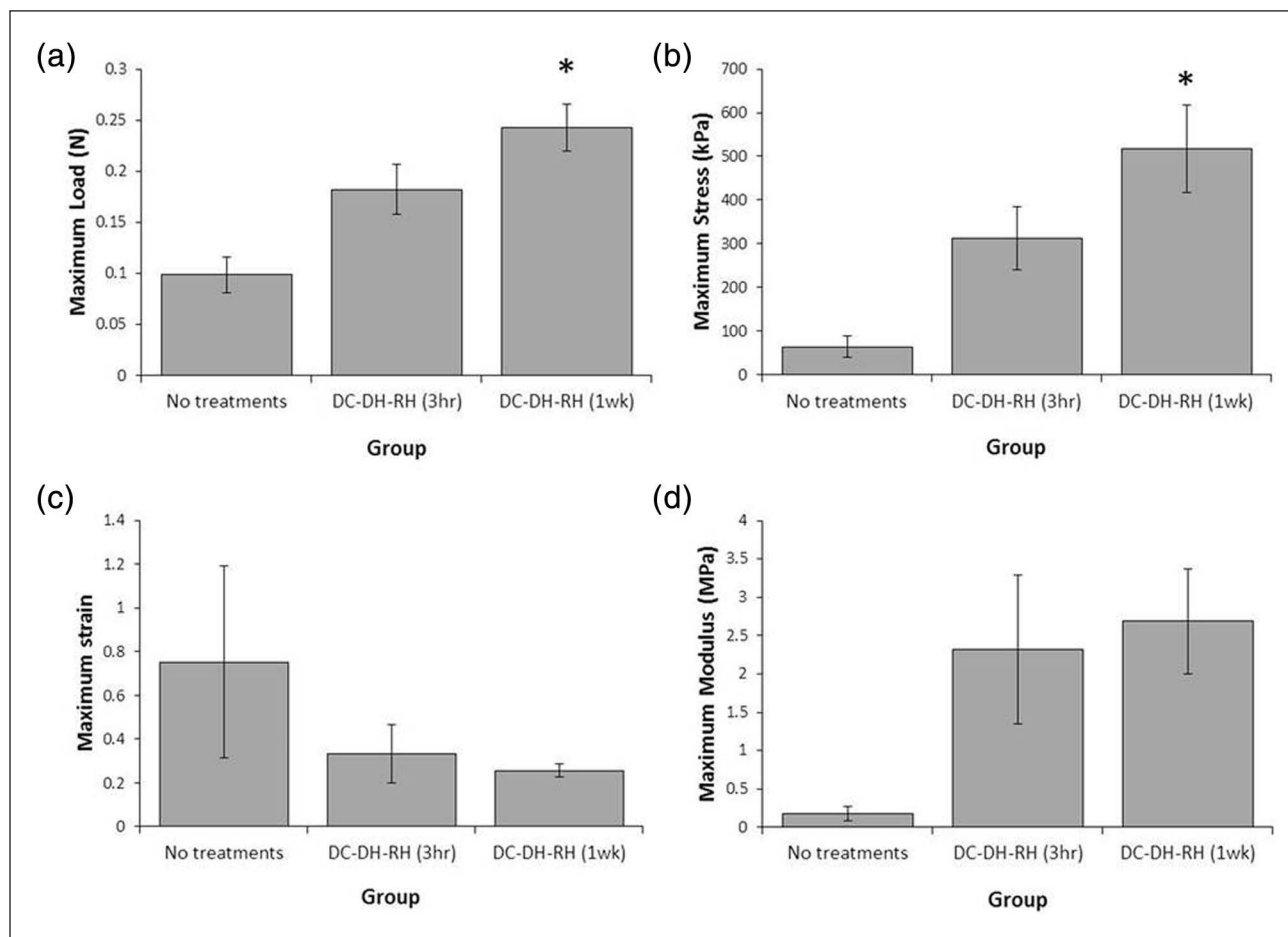 (a)
0.3
0.25
0.2
0.15
0.1
0.05
0
Maximum Load (N)
*
No treatments DC-DH-RH (3hr) DC-DH-RH (1wk)
Group
(b)
700
600
500
400
300
200
100
0
Maximum Stress (kPa)
*
No treatments DC-DH-RH (3hr) DC-DH-RH (1wk)
Group
(c)
1.4
1.2
1
0.8
0.6
0.4
0.2
0
Maximum strain
No treatments DC-DH-RH (3hr) DC-DH-RH (1wk)
Group
(d)
4
3.5
3
2.5
2
1.5
1
0.5
0
Maximum Modulus (MPa)
No treatments DC-DH-RH (3hr) DC-DH-RH (1wk)
Group